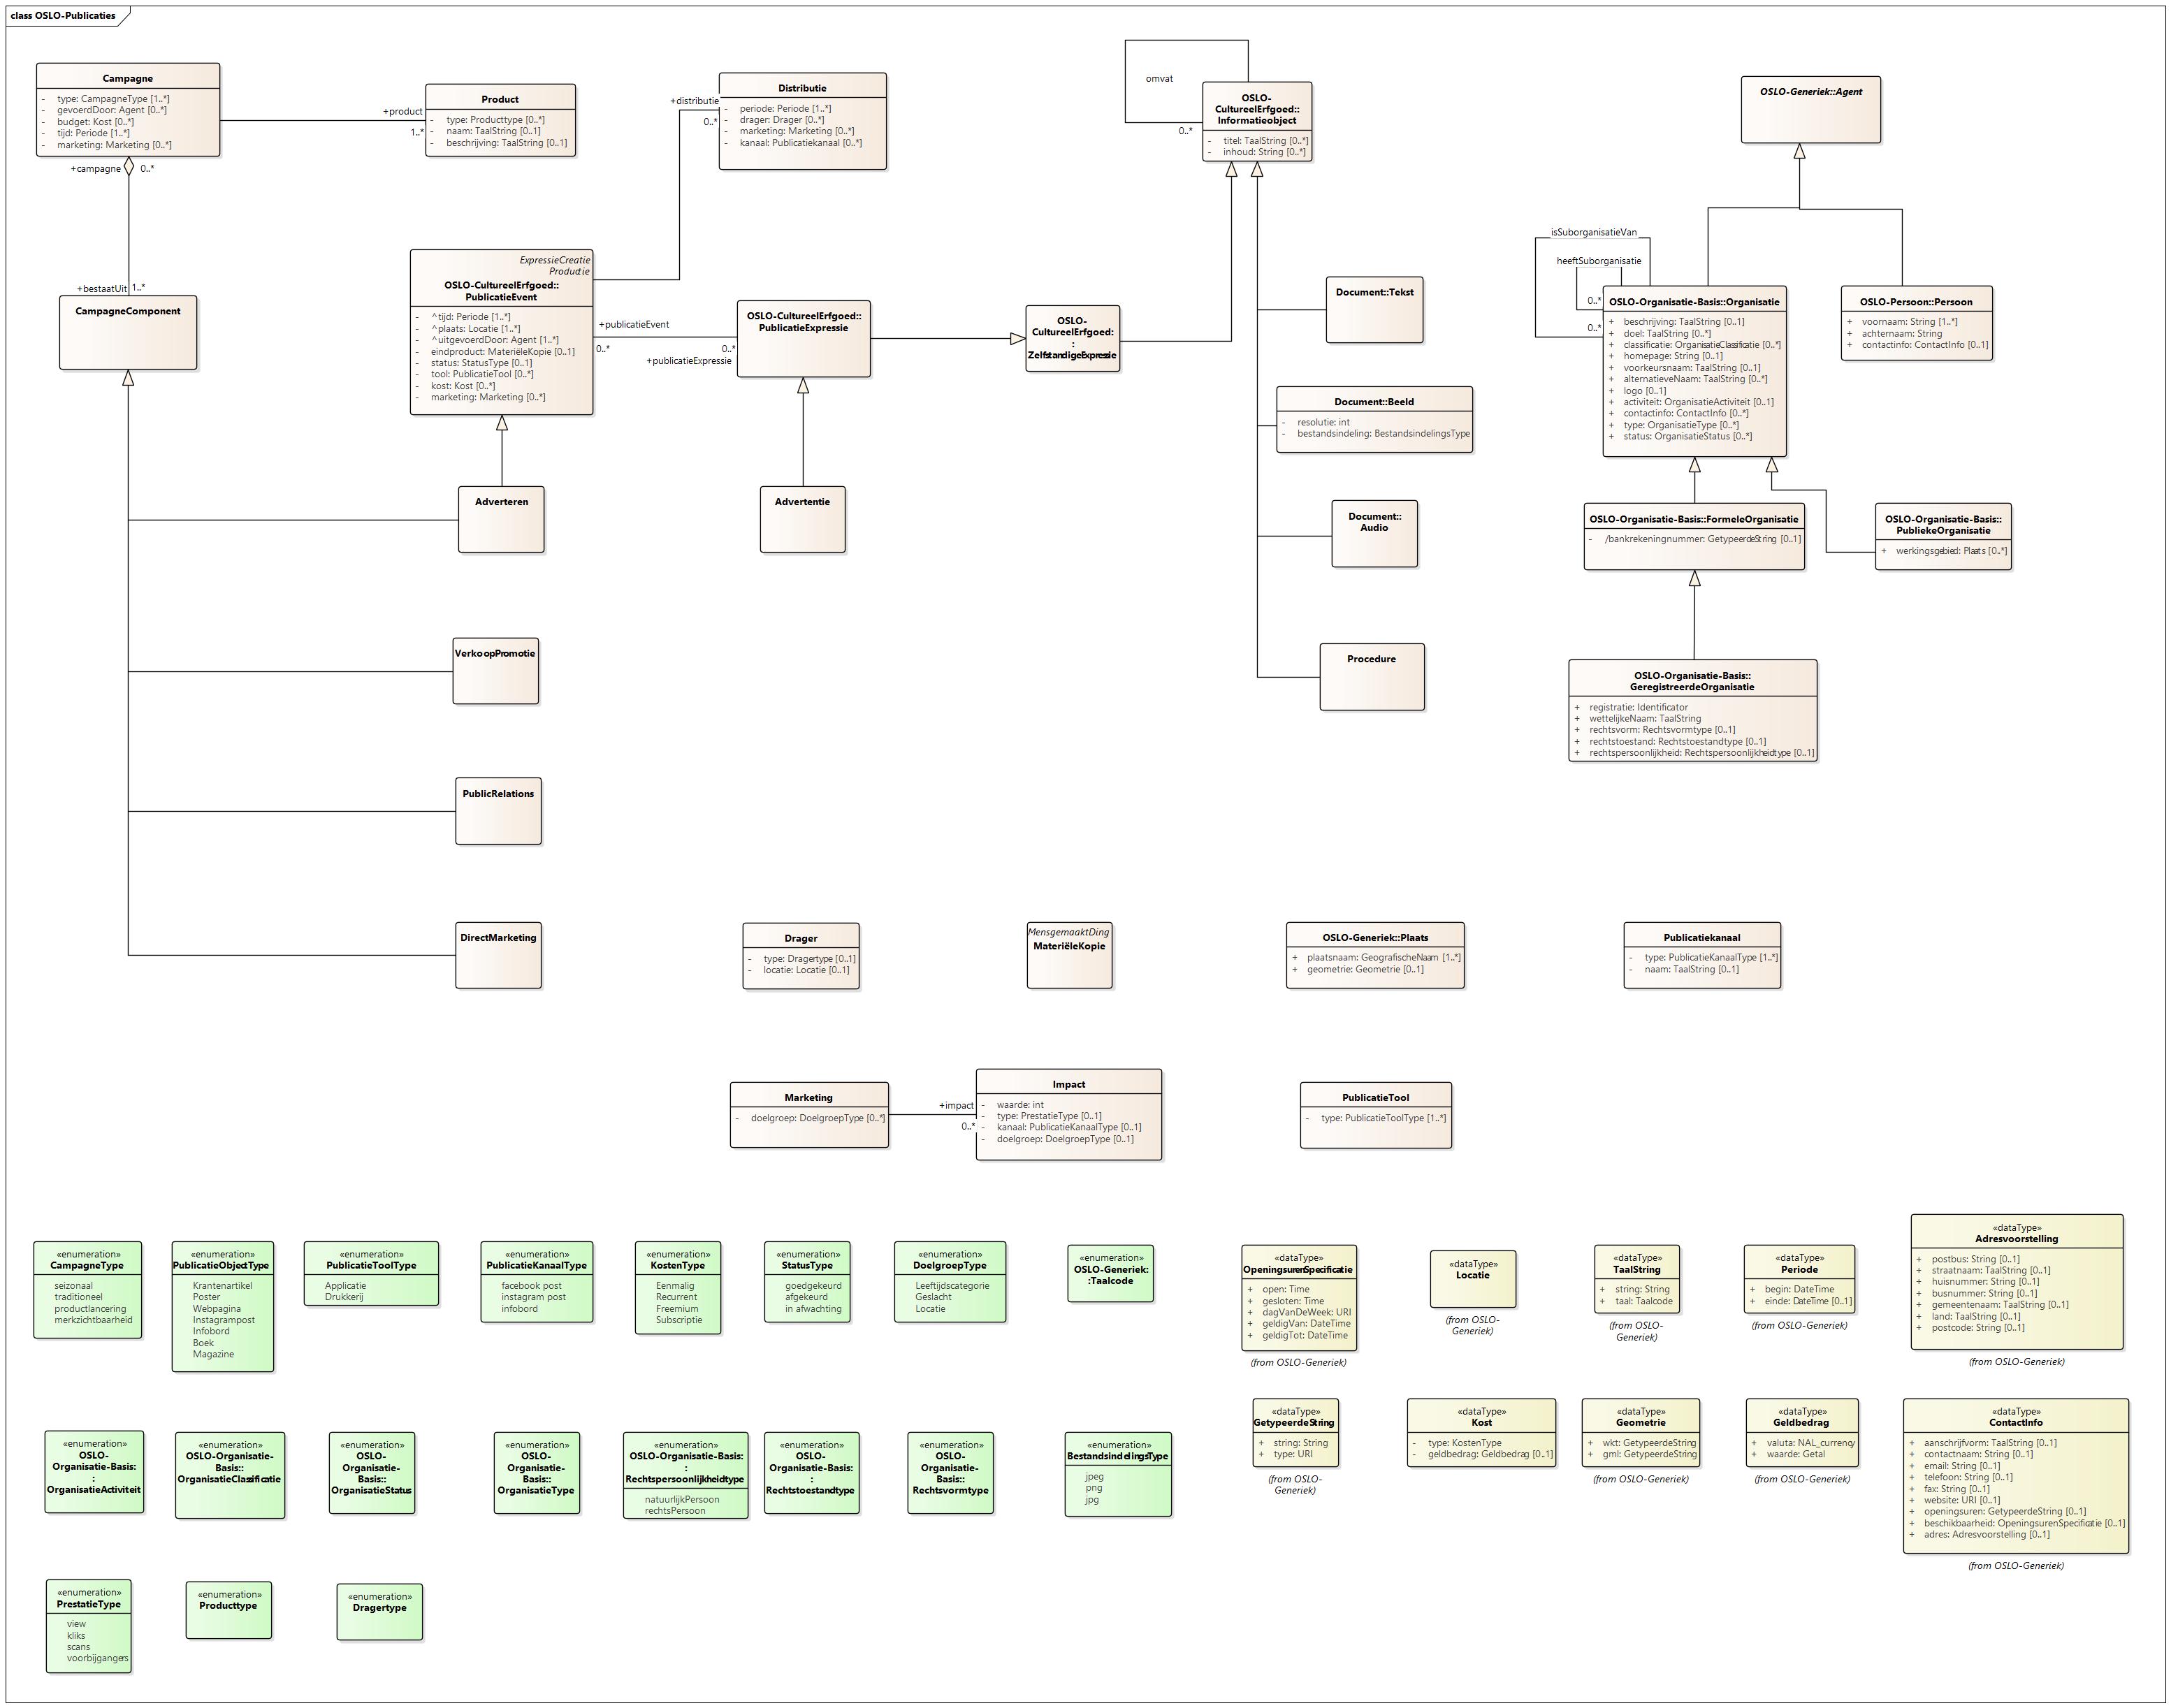 class OSLO-Publicaties
Campagne
- type: CampagneType [1..*]
- gevoerdDoor: Agent [0..*]
- budget: Kost [0..*]
- tijd: Periode [1..*]
- marketing: Marketing [0..*]
+product
1..*
Product
- type: Producttype [0..*]
- naam: TaalString [0..1]
- beschrijving: TaalString [0..1]
+distributie
0..*
Distributie
- periode: Periode [1..*]
- drager: Drager [0..*]
- marketing: Marketing [0..*]
- kanaal: Publicatiekanaal [0..*]
omvat
0..*
OSLO-
CultureelErfgoed::
Informatieobject
- titel: TaalString [0..*]
- inhoud: String [0..*]
OSLO-Generiek::Agent
+campagne 0..*
+bestaatUit 1..*
CampagneComponent
ExpressieCreatie
Productie
OSLO-CultureelErfgoed::
PublicatieEvent
- ^tijd: Periode [1..*]
- ^plaats: Locatie [1..*]
- ^uitgevoerdDoor: Agent [1..*]
- eindproduct: MateriëleKopie [0..1]
- status: StatusType [0..1]
- tool: PublicatieTool [0..*]
- kost: Kost [0..*]
- marketing: Marketing [0..*]
+publicatieEvent
0..*
0..*
+publicatieExpressie
OSLO-CultureelErfgoed::
PublicatieExpressie
OSLO-
CultureelErfgoed:
:
ZelfstandigeExpressie
Document::Tekst
Document::Beeld
- resolutie: int
- bestandsindeling: BestandsindelingsType
Document::
Audio
Procedure
isSuborganisatieVan
heeftSuborganisatie
0..*
0..*
OSLO-Organisatie-Basis::Organisatie
+ beschrijving: TaalString [0..1]
+ doel: TaalString [0..*]
+ classificatie: OrganisatieClassificatie [0..*]
+ homepage: String [0..1]
+ voorkeursnaam: TaalString [0..1]
+ alternatieveNaam: TaalString [0..*]
+ logo [0..1]
+ activiteit: OrganisatieActiviteit [0..1]
+ contactinfo: ContactInfo [0..*]
+ type: OrganisatieType [0..*]
+ status: OrganisatieStatus [0..*]
OSLO-Persoon::Persoon
+ voornaam: String [1..*]
+ achternaam: String
+ contactinfo: ContactInfo [0..1]
OSLO-Organisatie-Basis::FormeleOrganisatie
- /bankrekeningnummer: GetypeerdeString [0..1]
OSLO-Organisatie-Basis::
PubliekeOrganisatie
+ werkingsgebied: Plaats [0..*]
OSLO-Organisatie-Basis::
GeregistreerdeOrganisatie
+ registratie: Identificator
+ wettelijkeNaam: TaalString
+ rechtsvorm: Rechtsvormtype [0..1]
+ rechtstoestand: Rechtstoestandtype [0..1]
+ rechtspersoonlijkheid: Rechtspersoonlijkheidtype [0..1]
Adverteren
Advertentie
VerkoopPromotie
PublicRelations
DirectMarketing
Drager
- type: Dragertype [0..1]
- locatie: Locatie [0..1]
MensgemaaktDing
MateriëleKopie
OSLO-Generiek::Plaats
+ plaatsnaam: GeografischeNaam [1..*]
+ geometrie: Geometrie [0..1]
Publicatiekanaal
- type: PublicatieKanaalType [1..*]
- naam: TaalString [0..1]
Marketing
- doelgroep: DoelgroepType [0..*]
+impact
0..*
Impact
- waarde: int
- type: PrestatieType [0..1]
- kanaal: PublicatieKanaalType [0..1]
- doelgroep: DoelgroepType [0..1]
PublicatieTool
- type: PublicatieToolType [1..*]
«enumeration»
CampagneType
seizonaal
traditioneel
productlancering
merkzichtbaarheid
«enumeration»
PublicatieObjectType
Krantenartikel
Poster
Webpagina
Instagrampost
Infobord
Boek
Magazine
«enumeration»
PublicatieToolType
Applicatie
Drukkerij
«enumeration»
PublicatieKanaalType
facebook post
instagram post
infobord
«enumeration»
KostenType
Eenmalig
Recurrent
Freemium
Subscriptie
«enumeration»
StatusType
goedgekeurd
afgekeurd
in afwachting
«enumeration»
DoelgroepType
Leeftijdscategorie
Geslacht
Locatie
«enumeration»
OSLO-Generiek:
:Taalcode
«dataType»
OpeningsurenSpecificatie
+ open: Time
+ gesloten: Time
+ dagVanDeWeek: URI
+ geldigVan: DateTime
+ geldigTot: DateTime
(from OSLO-Generiek)
«dataType»
Locatie
(from OSLO-
Generiek)
«dataType»
TaalString
+ string: String
+ taal: Taalcode
(from OSLO-
Generiek)
«dataType»
Periode
+ begin: DateTime
+ einde: DateTime [0..1]
(from OSLO-Generiek)
«dataType»
Adresvoorstelling
+ postbus: String [0..1]
+ straatnaam: TaalString [0..1]
+ huisnummer: String [0..1]
+ busnummer: String [0..1]
+ gemeentenaam: TaalString [0..1]
+ land: TaalString [0..1]
+ postcode: String [0..1]
(from OSLO-Generiek)
«enumeration»
OSLO-
Organisatie-Basis:
:
OrganisatieActiviteit
«enumeration»
OSLO-Organisatie-
Basis::
OrganisatieClassificatie
«enumeration»
OSLO-
Organisatie-
Basis::
OrganisatieStatus
«enumeration»
OSLO-
Organisatie-
Basis::
OrganisatieType
«enumeration»
OSLO-Organisatie-Basis:
:
Rechtspersoonlijkheidtype
natuurlijkPersoon
rechtsPersoon
«enumeration»
OSLO-
Organisatie-Basis:
:
Rechtstoestandtype
«enumeration»
OSLO-
Organisatie-
Basis::
Rechtsvormtype
«enumeration»
BestandsindelingsType
jpeg
png
jpg
«dataType»
GetypeerdeString
+ string: String
+ type: URI
(from OSLO-
Generiek)
«dataType»
Kost
- type: KostenType
- geldbedrag: Geldbedrag [0..1]
«dataType»
Geometrie
+ wkt: GetypeerdeString
+ gml: GetypeerdeString
(from OSLO-Generiek)
«dataType»
Geldbedrag
+ valuta: NAL_currency
+ waarde: Getal
(from OSLO-Generiek)
«dataType»
ContactInfo
+ aanschrijfvorm: TaalString [0..1]
+ contactnaam: String [0..1]
+ email: String [0..1]
+ telefoon: String [0..1]
+ fax: String [0..1]
+ website: URI [0..1]
+ openingsuren: GetypeerdeString [0..1]
+ beschikbaarheid: OpeningsurenSpecificatie [0..1]
+ adres: Adresvoorstelling [0..1]
(from OSLO-Generiek)
«enumeration»
PrestatieType
view
kliks
scans
voorbijgangers
«enumeration»
Producttype
«enumeration»
Dragertype